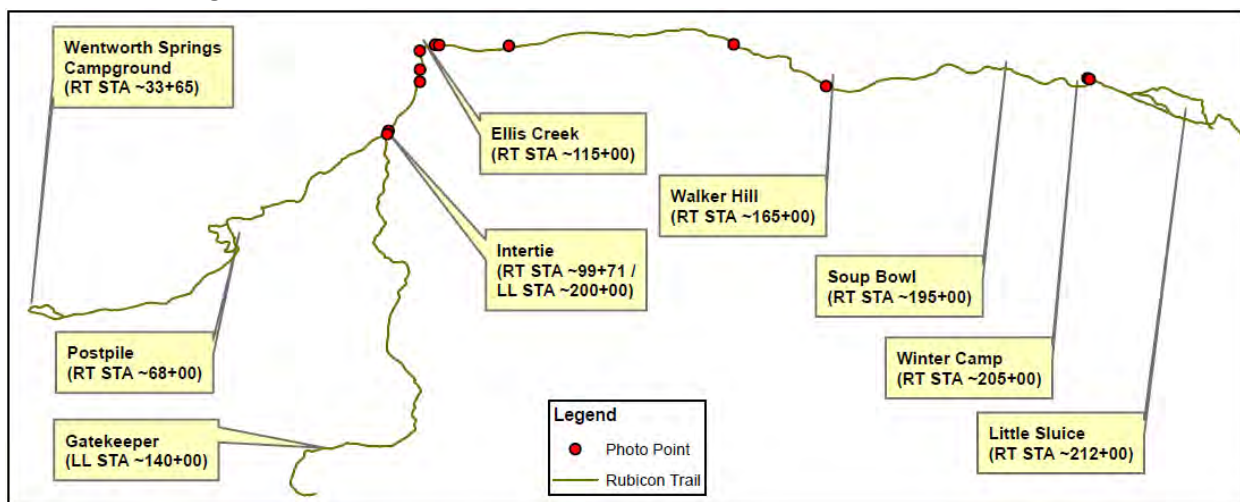 Wentworth Springs
Campground
(RT STA ~33+65)
Ellis Creek
(RT STA ~115+00)
Walker Hill
(RT STA ~165+00)
Intertie
(RT STA ~99+71 /
LL STA ~200+00)
Soup Bowl
(RT STA ~195+00)
Postpile
(RT STA ~68+00)
Winter Camp
(RT STA ~205+00)
Gatekeeper
(LL STA ~140+00)
Little Sluice
(RT STA ~212+00)
Legend
Photo Point
Rubicon Trail